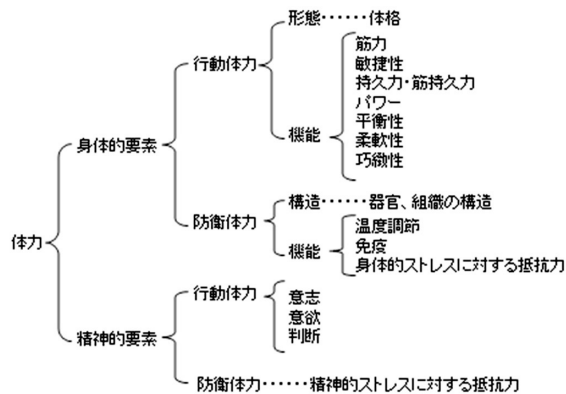 形態‥‥‥体格
筋力
行動体力
敏捷性
持久力・筋持久力
パワー
機能
平衡性
柔軟性
身体的要素
巧緻性
構造‥‥‥器官、組織の構造
防衛体力
温度調節
体力
機能
免疫
身体的ストレスに対する抵抗力
行動体力
意志
意欲
精神的要素
判断
防衛体力‥‥‥精神的ストレスに対する抵抗力